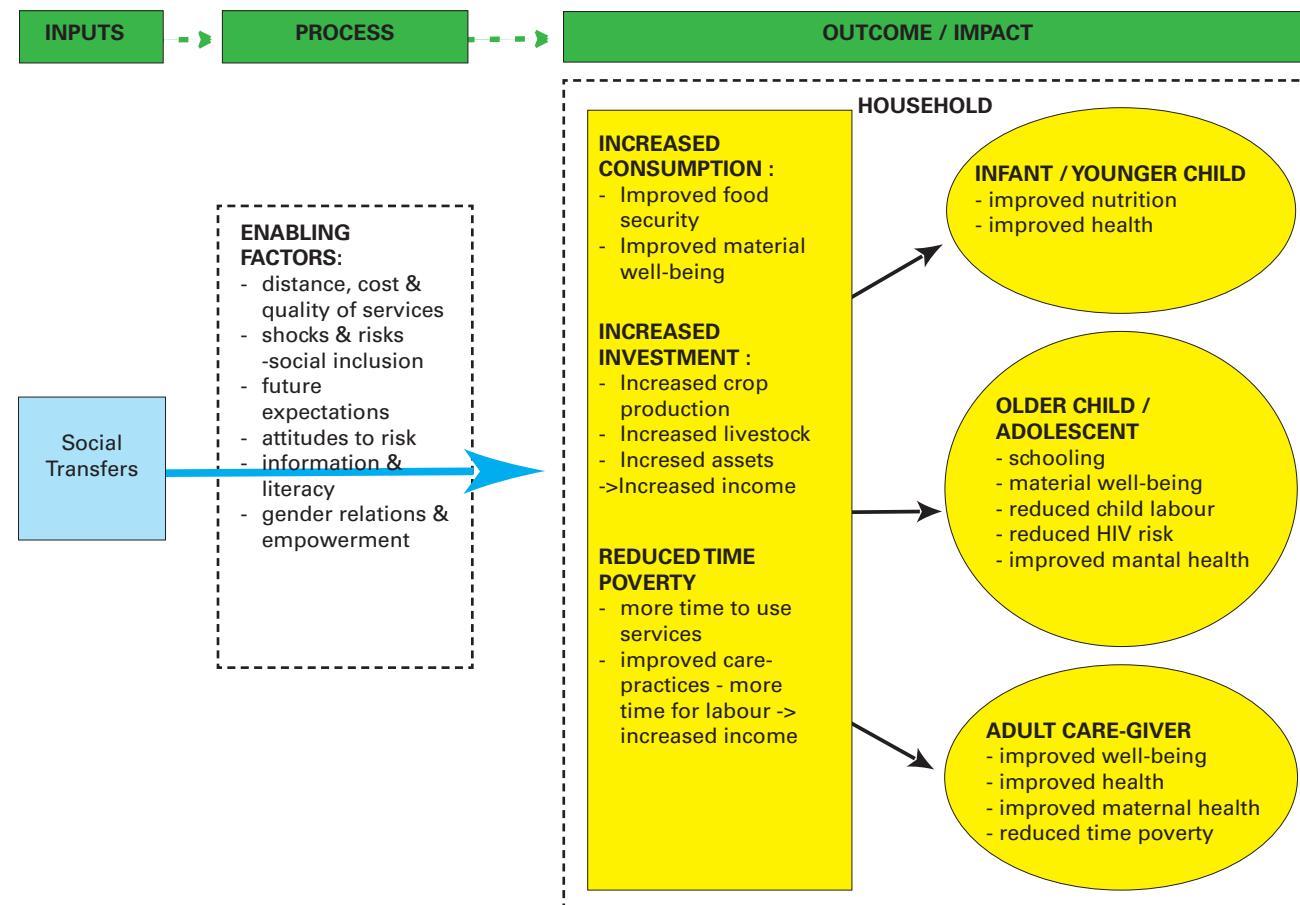 INPUTS
PROCESS
OUTCOME / IMPACT
Social
Transfers
ENABLING
FACTORS:
- distance, cost &
quality of services
- shocks & risks
-social inclusion
- future
expectations
- attitudes to risk
- information &
literacy
- gender relations &
empowerment
HOUSEHOLD
INCREASED
CONSUMPTION :
- Improved food
security
- Improved material
well-being
INCREASED
INVESTMENT :
- Increased crop
production
- Increased livestock
- Incresed assets
->Increased income
REDUCED TIME
POVERTY
- more time to use
services
- improved care-
practices - more
time for labour ->
increased income
INFANT / YOUNGER CHILD
- improved nutrition
- improved health
OLDER CHILD /
ADOLESCENT
- schooling
- material well-being
- reduced child labour
- reduced HIV risk
- improved mantal health
ADULT CARE-GIVER
- improved well-being
- improved health
- improved maternal health
- reduced time poverty